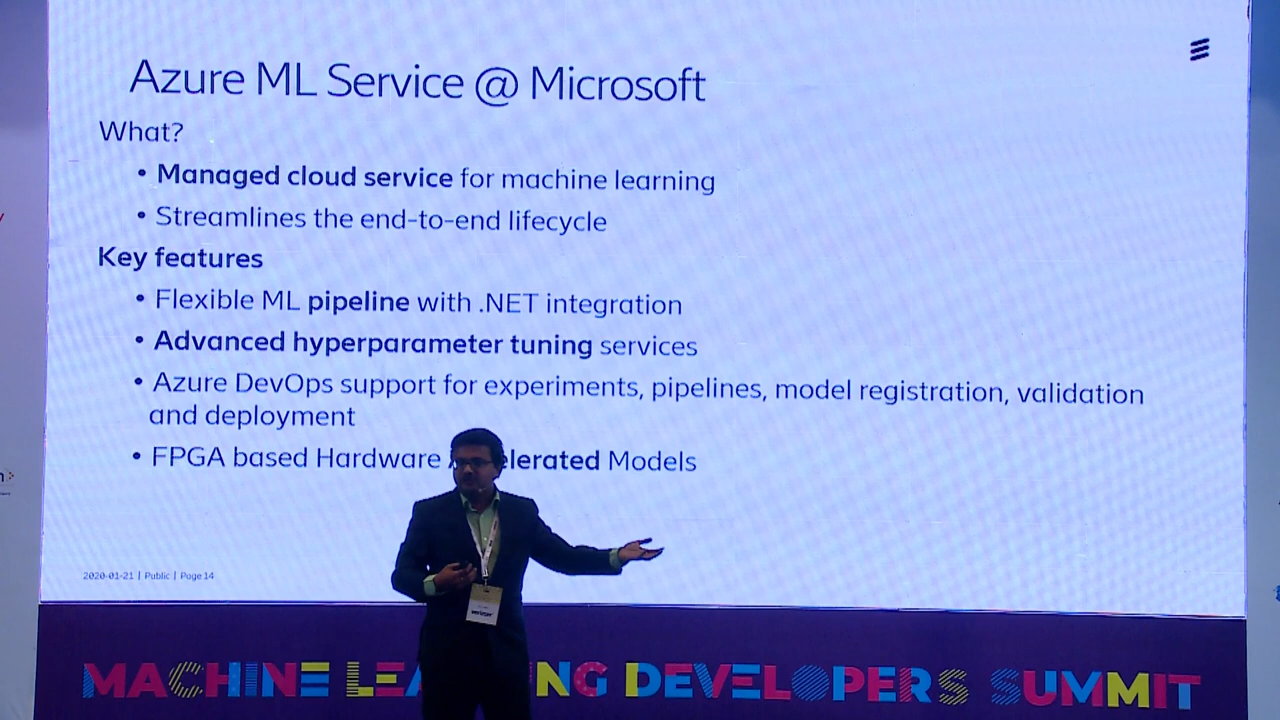 Azure ML Service @ Microsoft
What?
• Managed cloud service for machine learning
• Streamlines the end-to-end lifecycle
Key features
• Flexible ML pipeline with .NET integration
• Advanced hyperparameter tuning services
• Azure DevOps support for experiments, pipelines, model registration, validation
and deployment
• FPGA based Hardware elerated Models
2020-01-21 | Public | Page 14
verizon
MACHINE LEA NG DEVELOPERS SUMMIT